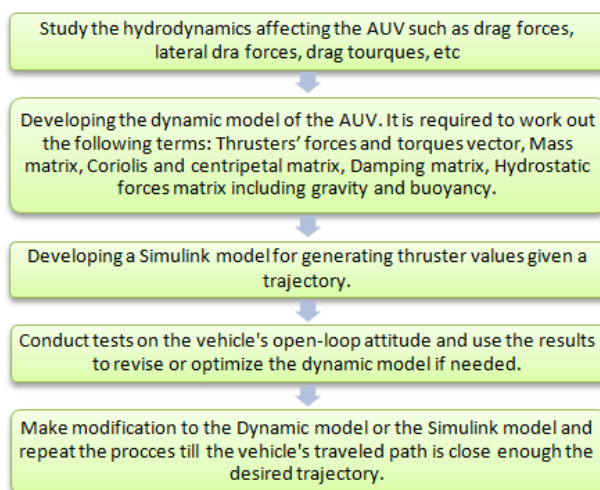 Study the hydrodynamics affecting the AUV such as drag forces,
lateral dra forces, drag tourques, etc
Developing the dynamic model of the AUV. It is required to work out
the following terms: Thrusters' forces and torques vector, Mass
matrix, Coriolis and centripetal matrix, Damping matrix, Hydrostatic
forces matrix including gravity and buoyancy.
Developing a Simulink model for generating thruster values given a
trajectory.
Conduct tests on the vehicle's open-loop attitude and use the results
to revise or optimize the dynamic model if needed.
Make modification to the Dynamic model or the Simulink model and
repeat the procces till the vehicle's traveled path is close enough the
desired trajectory.